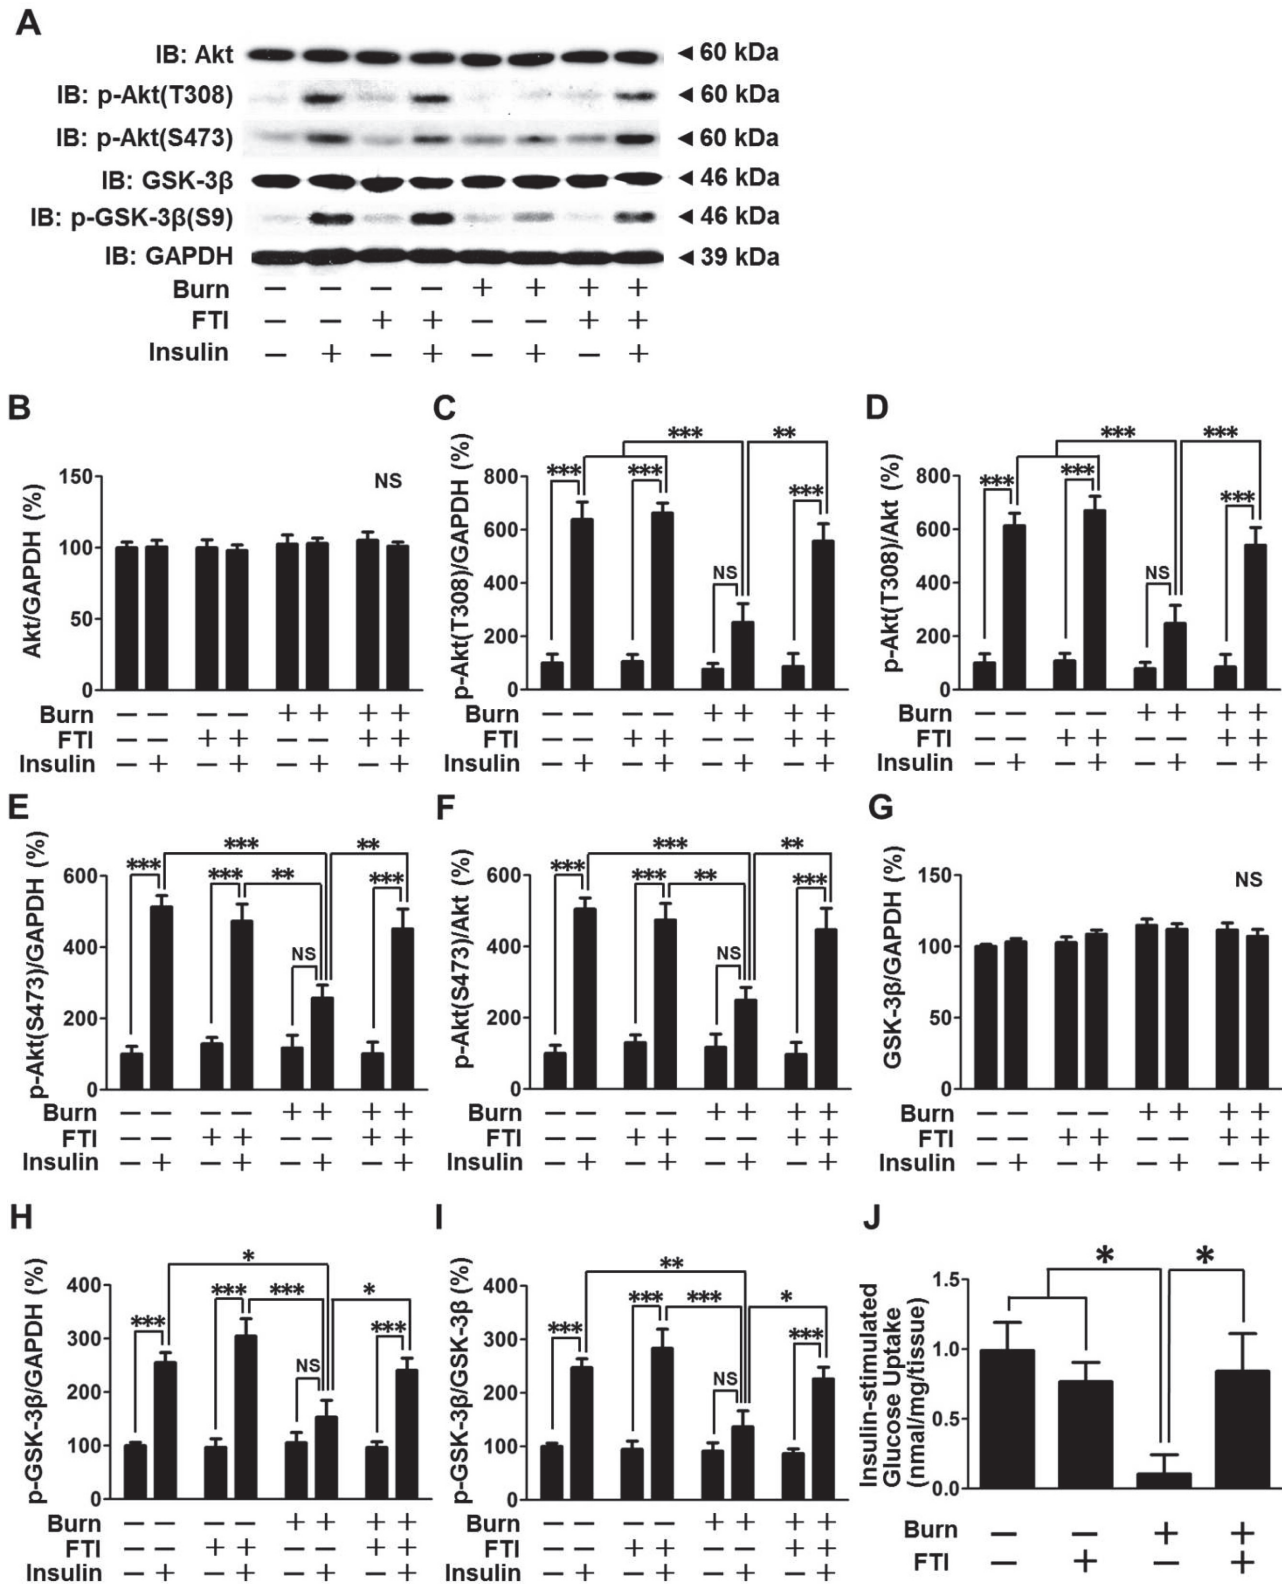 A
IB: Akt ◄ 60 kDa
IB: p-Akt(T308) ◄ 60 kDa
IB: p-Akt(S473) ◄ 60 kDa
IB: GSK-3β ◄ 46 kDa
IB: p-GSK-3β(S9) ◄ 46 kDa
IB: GAPDH ◄ 39 kDa
Burn − − − − + + + +
FTI − − + + − − + +
Insulin − + − + − + − +
B
Akt/GAPDH (%)
150
100
50
0
NS
Burn − − − − + + + +
FTI − − + + − − + +
Insulin − + − + − + − +
C
p-Akt(T308)/GAPDH (%)
800
600
400
200
0
*** **
*** *** NS ***
Burn − − − − + + + +
FTI − − + + − − + +
Insulin − + − + − + − +
D
p-Akt(T308)/Akt (%)
800
600
400
200
0
*** ***
*** *** NS ***
Burn − − − − + + + +
FTI − − + + − − + +
Insulin − + − + − + − +
E
p-Akt(S473)/GAPDH (%)
600
400
200
0
*** **
*** *** ** NS ***
Burn − − − − + + + +
FTI − − + + − − + +
Insulin − + − + − + − +
F
p-Akt(S473)/Akt (%)
600
400
200
0
*** **
*** *** ** NS ***
Burn − − − − + + + +
FTI − − + + − − + +
Insulin − + − + − + − +
G
GSK-3β/GAPDH (%)
150
100
50
0
NS
Burn − − − − + + + +
FTI − − + + − − + +
Insulin − + − + − + − +
H
p-GSK-3β/GAPDH (%)
400
300
200
100
0
*
*** *** *** NS * ***
Burn − − − − + + + +
FTI − − + + − − + +
Insulin − + − + − + − +
I
p-GSK-3β/GSK-3β (%)
400
300
200
100
0
**
*** *** *** NS * ***
Burn − − − − + + + +
FTI − − + + − − + +
Insulin − + − + − + − +
J
Insulin-stimulated
Glucose Uptake
(nmal/mg/tissue)
1.5
1.0
0.5
0.0
* *
Burn − − + +
FTI − + − +